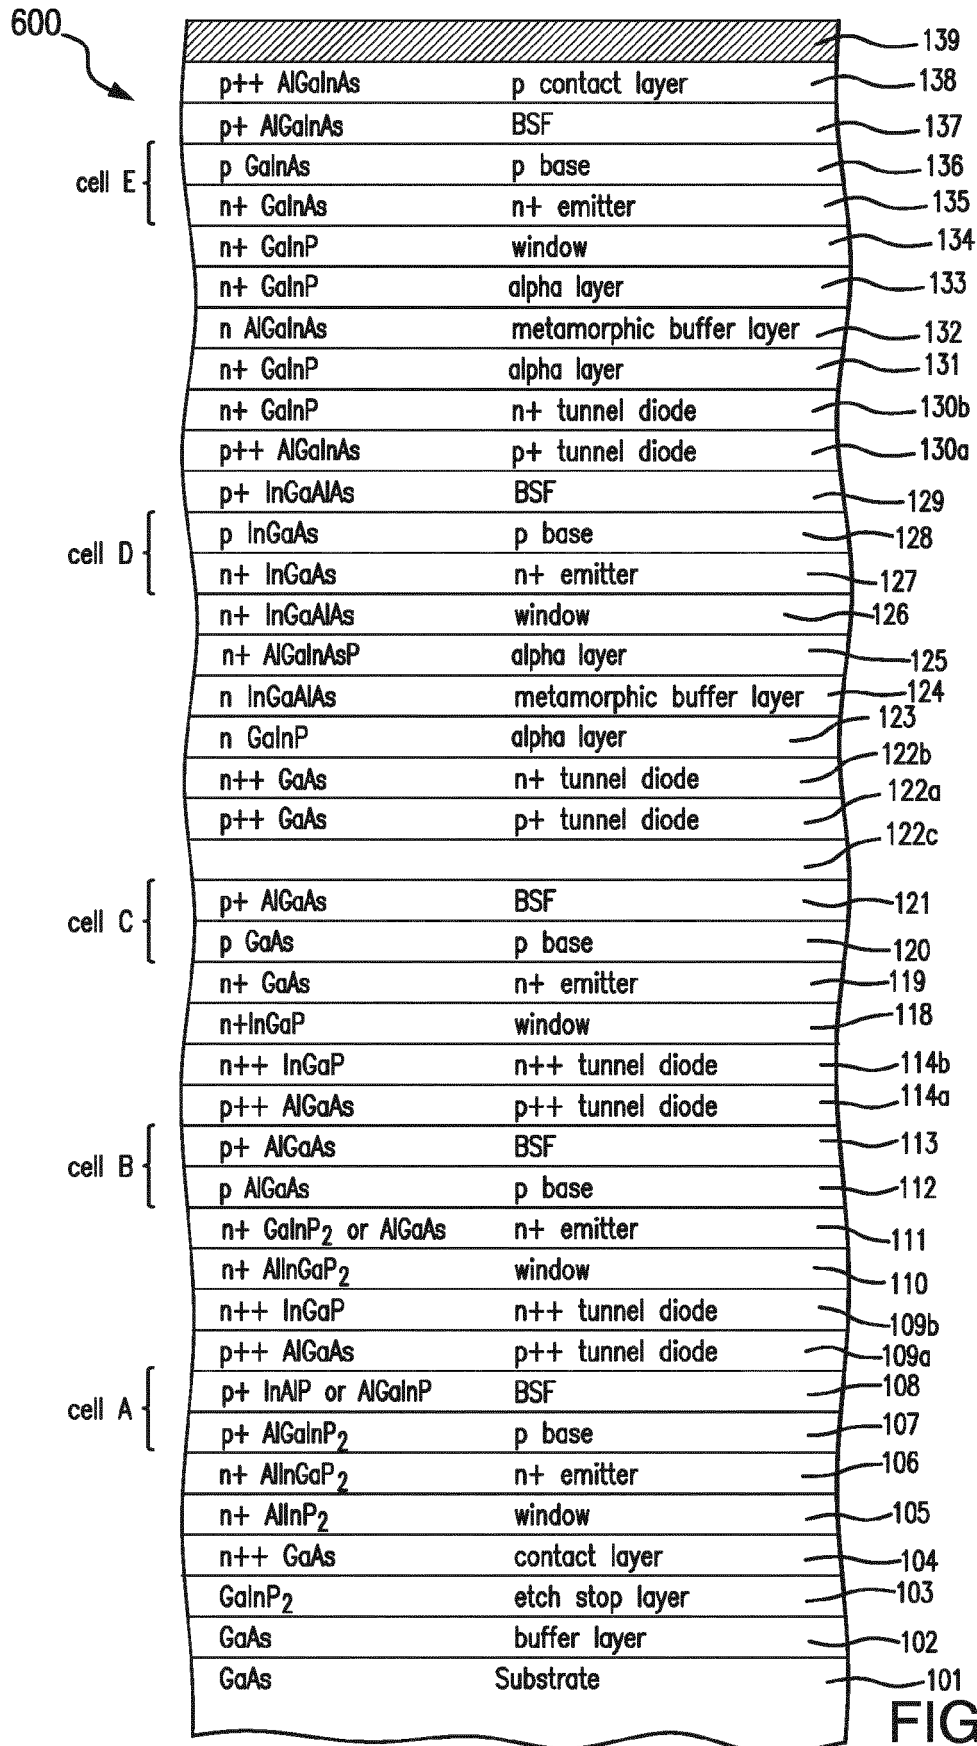 600
139
p++ AlGaInAs p contact layer 138
p+ AlGaInAs BSF 137
cell E
p GaInAs p base 136
n+ GaInAs n+ emitter 135
n+ GaInP window 134
n+ GaInP alpha layer 133
n AlGaInAs metamorphic buffer layer 132
n+ GaInP alpha layer 131
n+ GaInP n+ tunnel diode 130b
p++ AlGaInAs p+ tunnel diode 130a
p+ InGaAlAs BSF 129
cell D
p InGaAs p base 128
n+ InGaAs n+ emitter 127
n+ InGaAlAs window 126
n+ AlGaInAsP alpha layer 125
n InGaAlAs metamorphic buffer layer 124
n GaInP alpha layer 123
n++ GaAs n+ tunnel diode 122b
p++ GaAs p+ tunnel diode 122a
122c
cell C
p+ AlGaAs BSF 121
p GaAs p base 120
n+ GaAs n+ emitter 119
n+InGaP window 118
n++ InGaP n++ tunnel diode 114b
p++ AlGaAs p++ tunnel diode 114a
cell B
p+ AlGaAs BSF 113
p AlGaAs p base 112
n+ GaInP2 or AlGaAs n+ emitter 111
n+ AlInGaP2 window 110
n++ InGaP n++ tunnel diode 109b
p++ AlGaAs p++ tunnel diode 109a
cell A
p+ InAlP or AlGaInP BSF 108
p+ AlGaInP2 p base 107
n+ AlInGaP2 n+ emitter 106
n+ AlInP2 window 105
n++ GaAs contact layer 104
GaInP2 etch stop layer 103
GaAs buffer layer 102
GaAs Substrate 101
FIG